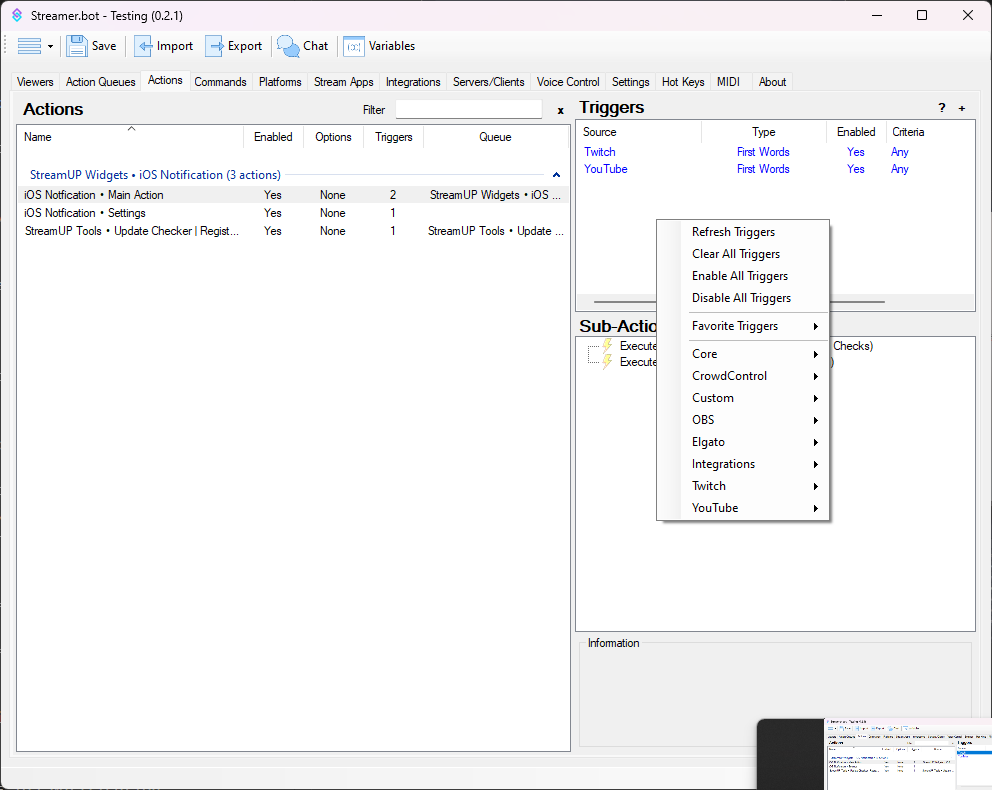 Streamer.bot - Testing (0.2.1)
Save Import Export Chat Variables
Viewers Action Queues Actions Commands Platforms Stream Apps Integrations Servers/Clients Voice Control Settings Hot Keys MIDI About
Actions Filter x
Name Enabled Options Triggers Queue
StreamUP Widgets • iOS Notification (3 actions)
iOS Notfication • Main Action Yes None 2 StreamUP Widgets • iOS ...
iOS Notfication • Settings Yes None 1
StreamUP Tools • Update Checker | Regist... Yes None 1 StreamUP Tools • Update ...
Triggers ? +
Source Type Enabled Criteria
Twitch First Words Yes Any
YouTube First Words Yes Any
Refresh Triggers
Clear All Triggers
Enable All Triggers
Disable All Triggers
Favorite Triggers
Core
CrowdControl
Custom
OBS
Elgato
Integrations
Twitch
YouTube
Sub-Actio
Execute Checks)
Execute )
Information